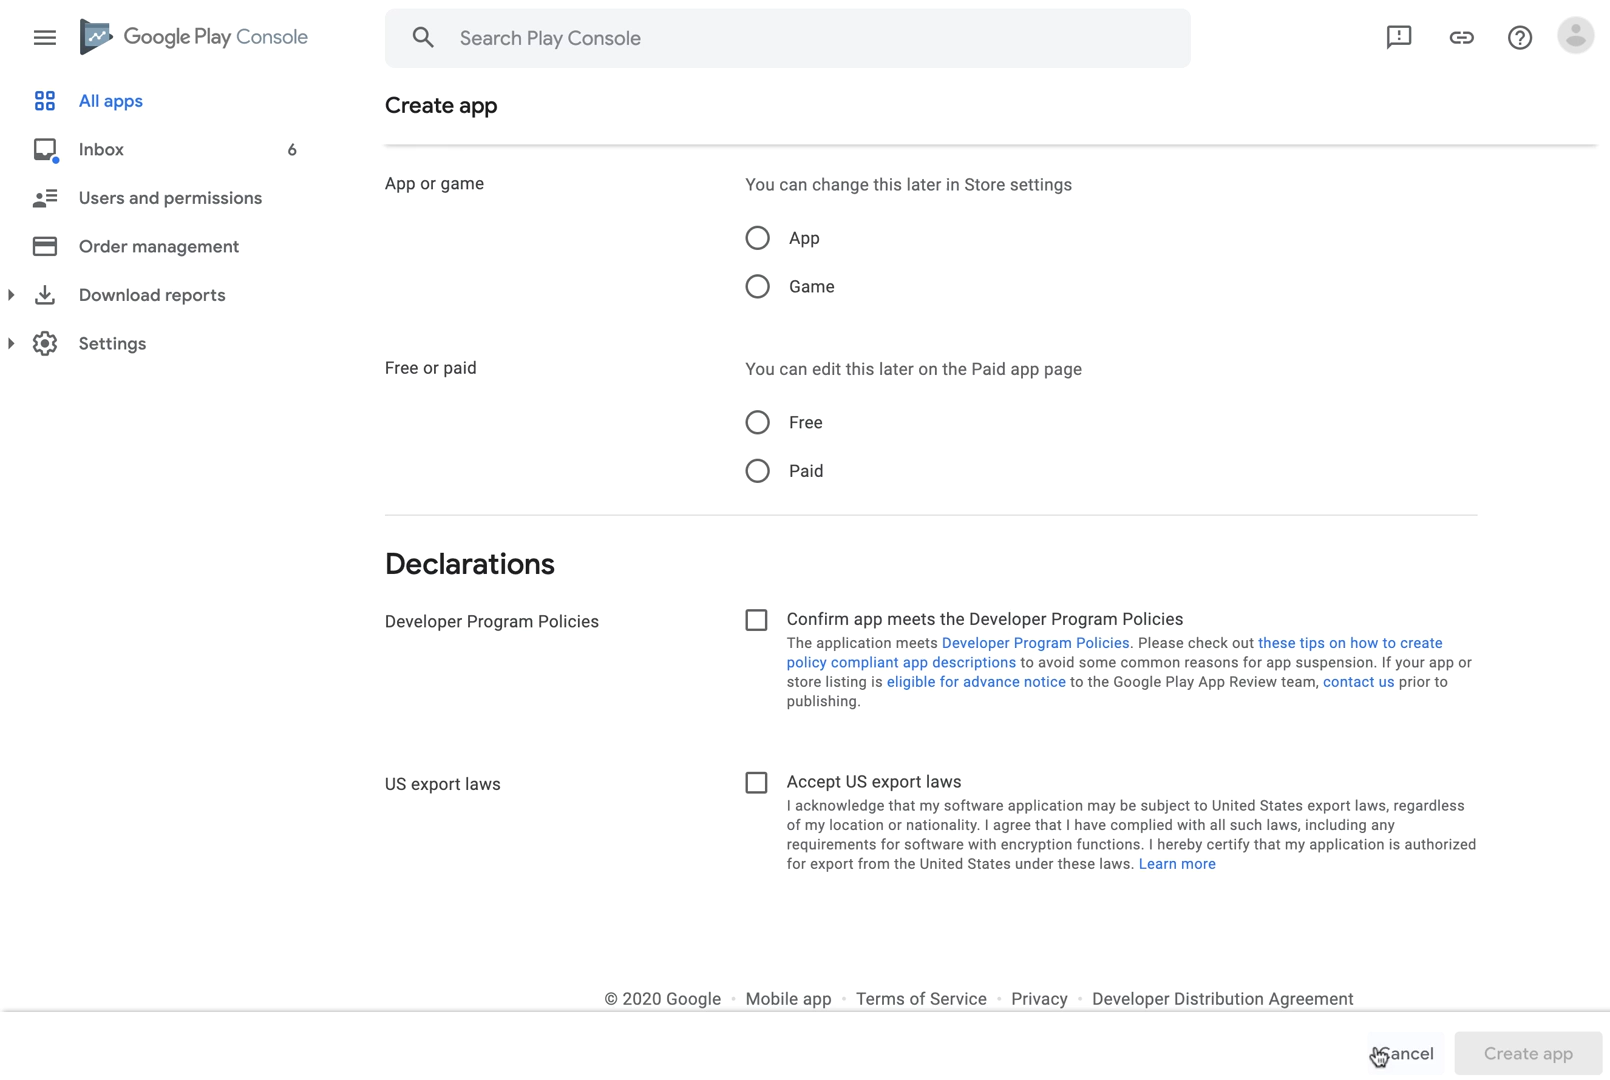 Google Play Console
Search Play Console
All apps
Inbox 6
Users and permissions
Order management
Download reports
Settings
Create app
App or game
You can change this later in Store settings
App
Game
Free or paid
You can edit this later on the Paid app page
Free
Paid
Declarations
Developer Program Policies
Confirm app meets the Developer Program Policies
The application meets Developer Program Policies. Please check out these tips on how to create
policy compliant app descriptions to avoid some common reasons for app suspension. If your app or
store listing is eligible for advance notice to the Google Play App Review team, contact us prior to
publishing.
US export laws
Accept US export laws
I acknowledge that my software application may be subject to United States export laws, regardless
of my location or nationality. I agree that I have complied with all such laws, including any
requirements for software with encryption functions. I hereby certify that my application is authorized
for export from the United States under these laws. Learn more
© 2020 Google · Mobile app · Terms of Service · Privacy · Developer Distribution Agreement
Cancel
Create app